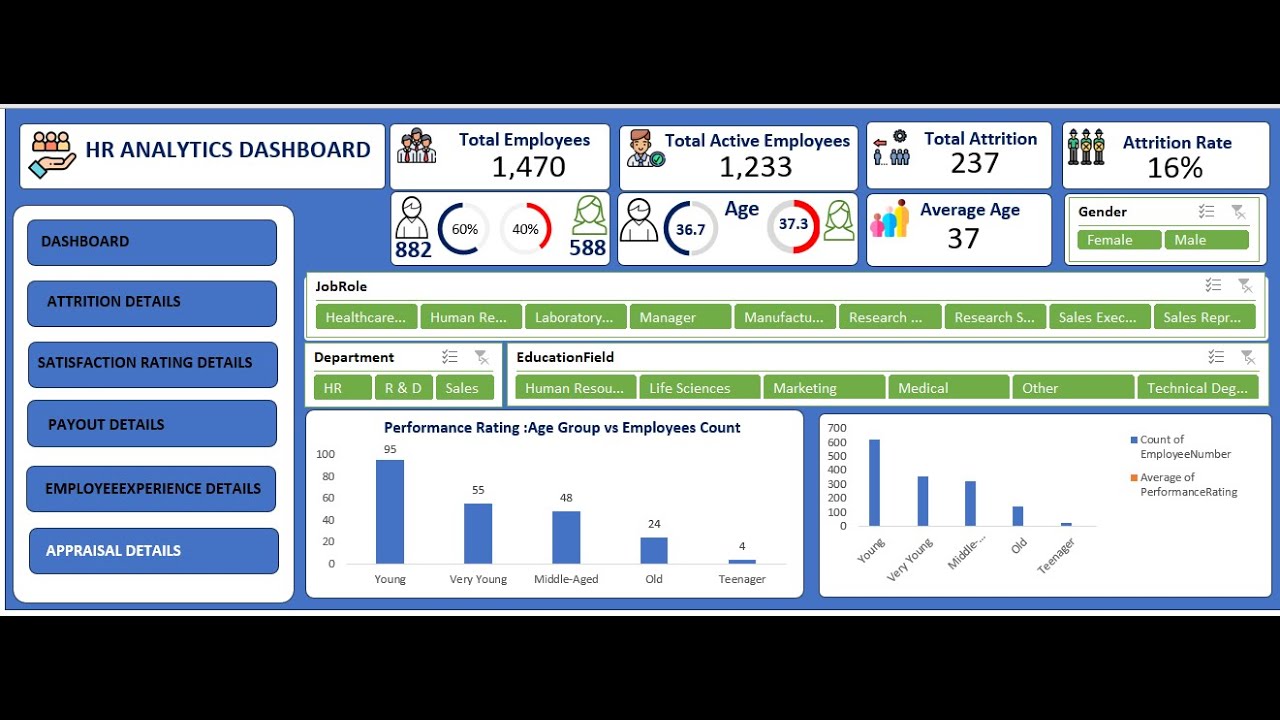 HR ANALYTICS DASHBOARD
Total Employees
1,470
Total Active Employees
1,233
Total Attrition
237
Attrition Rate
16%
882
60%
40%
588
Age
36.7
37.3
Average Age
37
Gender
Female
Male
DASHBOARD
ATTRITION DETAILS
SATISFACTION RATING DETAILS
PAYOUT DETAILS
EMPLOYEEEXPERIENCE DETAILS
APPRAISAL DETAILS
JobRole
Healthcare...
Human Re...
Laboratory...
Manager
Manufactu...
Research ...
Research S...
Sales Exec...
Sales Repr...
Department
HR
R & D
Sales
EducationField
Human Resou...
Life Sciences
Marketing
Medical
Other
Technical Deg...
Performance Rating :Age Group vs Employees Count
100
80
60
40
20
0
95
55
48
24
4
Young
Very Young
Middle-Aged
Old
Teenager
700
600
500
400
300
200
100
0
Young
Very Young
Middle-...
Old
Teenager
Count of
EmployeeNumber
Average of
PerformanceRating